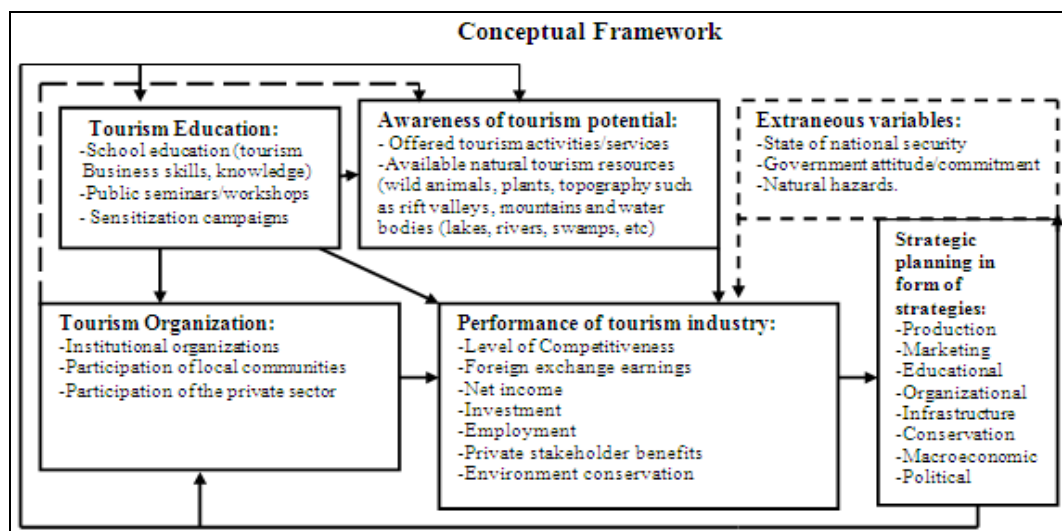 Conceptual Framework
Tourism Education:
-School education (tourism
Business skills, knowledge)
-Public seminars/workshops
- Sensitization campaigns
Awareness of tourism potential:
- Offered tourism activities/services
-Available natural tourism resources
(wild animals, plants, topography such
as rift valleys, mountains and water
bodies (lakes, rivers, swamps, etc)
Extraneous variables:
-State of national security
-Government attitude/commitment
-Natural hazards.
Tourism Organization:
-Institutional organizations
-Participation of local communities
-Participation of the private sector
Performance of tourism industry:
-Level of Competitiveness
-Foreign exchange earnings
-Net income
-Investment
-Employment
-Private stakeholder benefits
-Environment conservation
Strategic
planning in
form of
strategies:
-Production
-Marketing
-Educational
-Organizational
-Infrastructure
-Conservation
-Macroeconomic
-Political